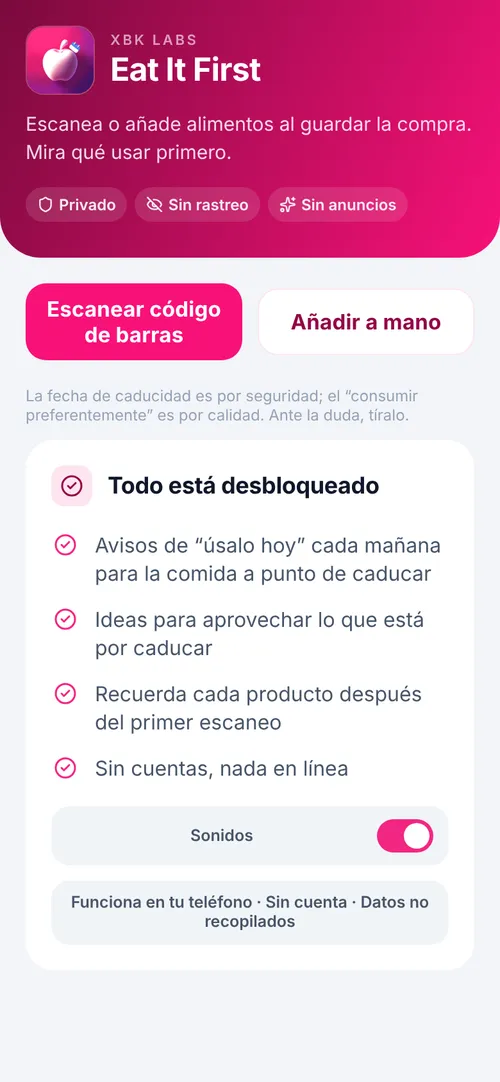 XBK LABS
Eat It First
Escanea o añade alimentos al guardar la compra.
Mira qué usar primero.
Privado
Sin rastreo
Sin anuncios
Escanear código
de barras
Añadir a mano
La fecha de caducidad es por seguridad; el “consumir
preferentemente” es por calidad. Ante la duda, tíralo.
Todo está desbloqueado
Avisos de “úsalo hoy” cada mañana
para la comida a punto de caducar
Ideas para aprovechar lo que está
por caducar
Recuerda cada producto después
del primer escaneo
Sin cuentas, nada en línea
Sonidos
Funciona en tu teléfono · Sin cuenta · Datos no
recopilados